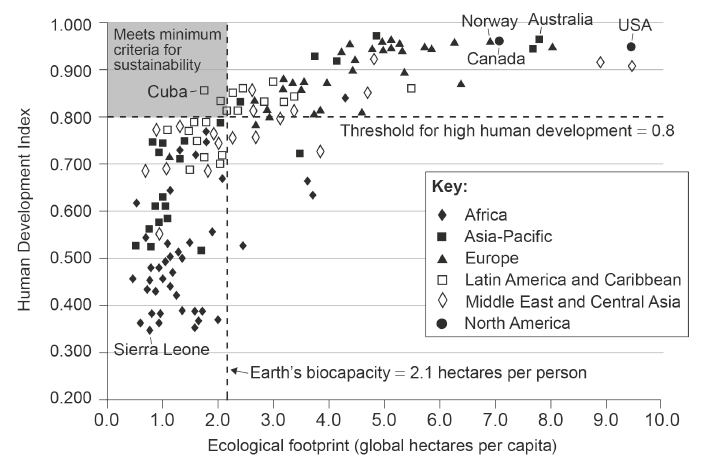 1.000
0.900
0.800
0.700
0.600
0.500
0.400
0.300
0.200
Human Development Index
Meets minimum
criteria for
sustainability
Cuba
Norway
Australia
USA
Canada
Threshold for high human development = 0.8
Key:
Africa
Asia-Pacific
Europe
Latin America and Caribbean
Middle East and Central Asia
North America
Sierra Leone
Earth's biocapacity = 2.1 hectares per person
0.0 1.0 2.0 3.0 4.0 5.0 6.0 7.0 8.0 9.0 10.0
Ecological footprint (global hectares per capita)